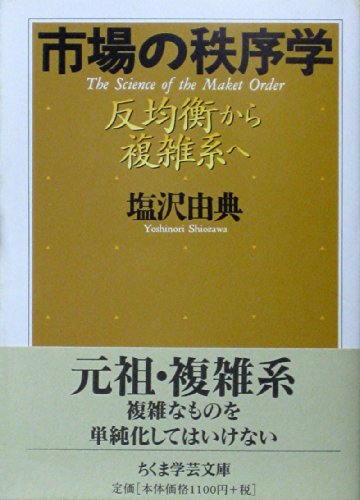 市場の秩序学
The Science of the Maket Order
反均衡から
複雑系へ
塩沢由典
Yoshinori Shiozawa
元祖・複雑系
複雑なものを
単純化してはいけない
ちくま学芸文庫
定価[本体価格1100円+税]